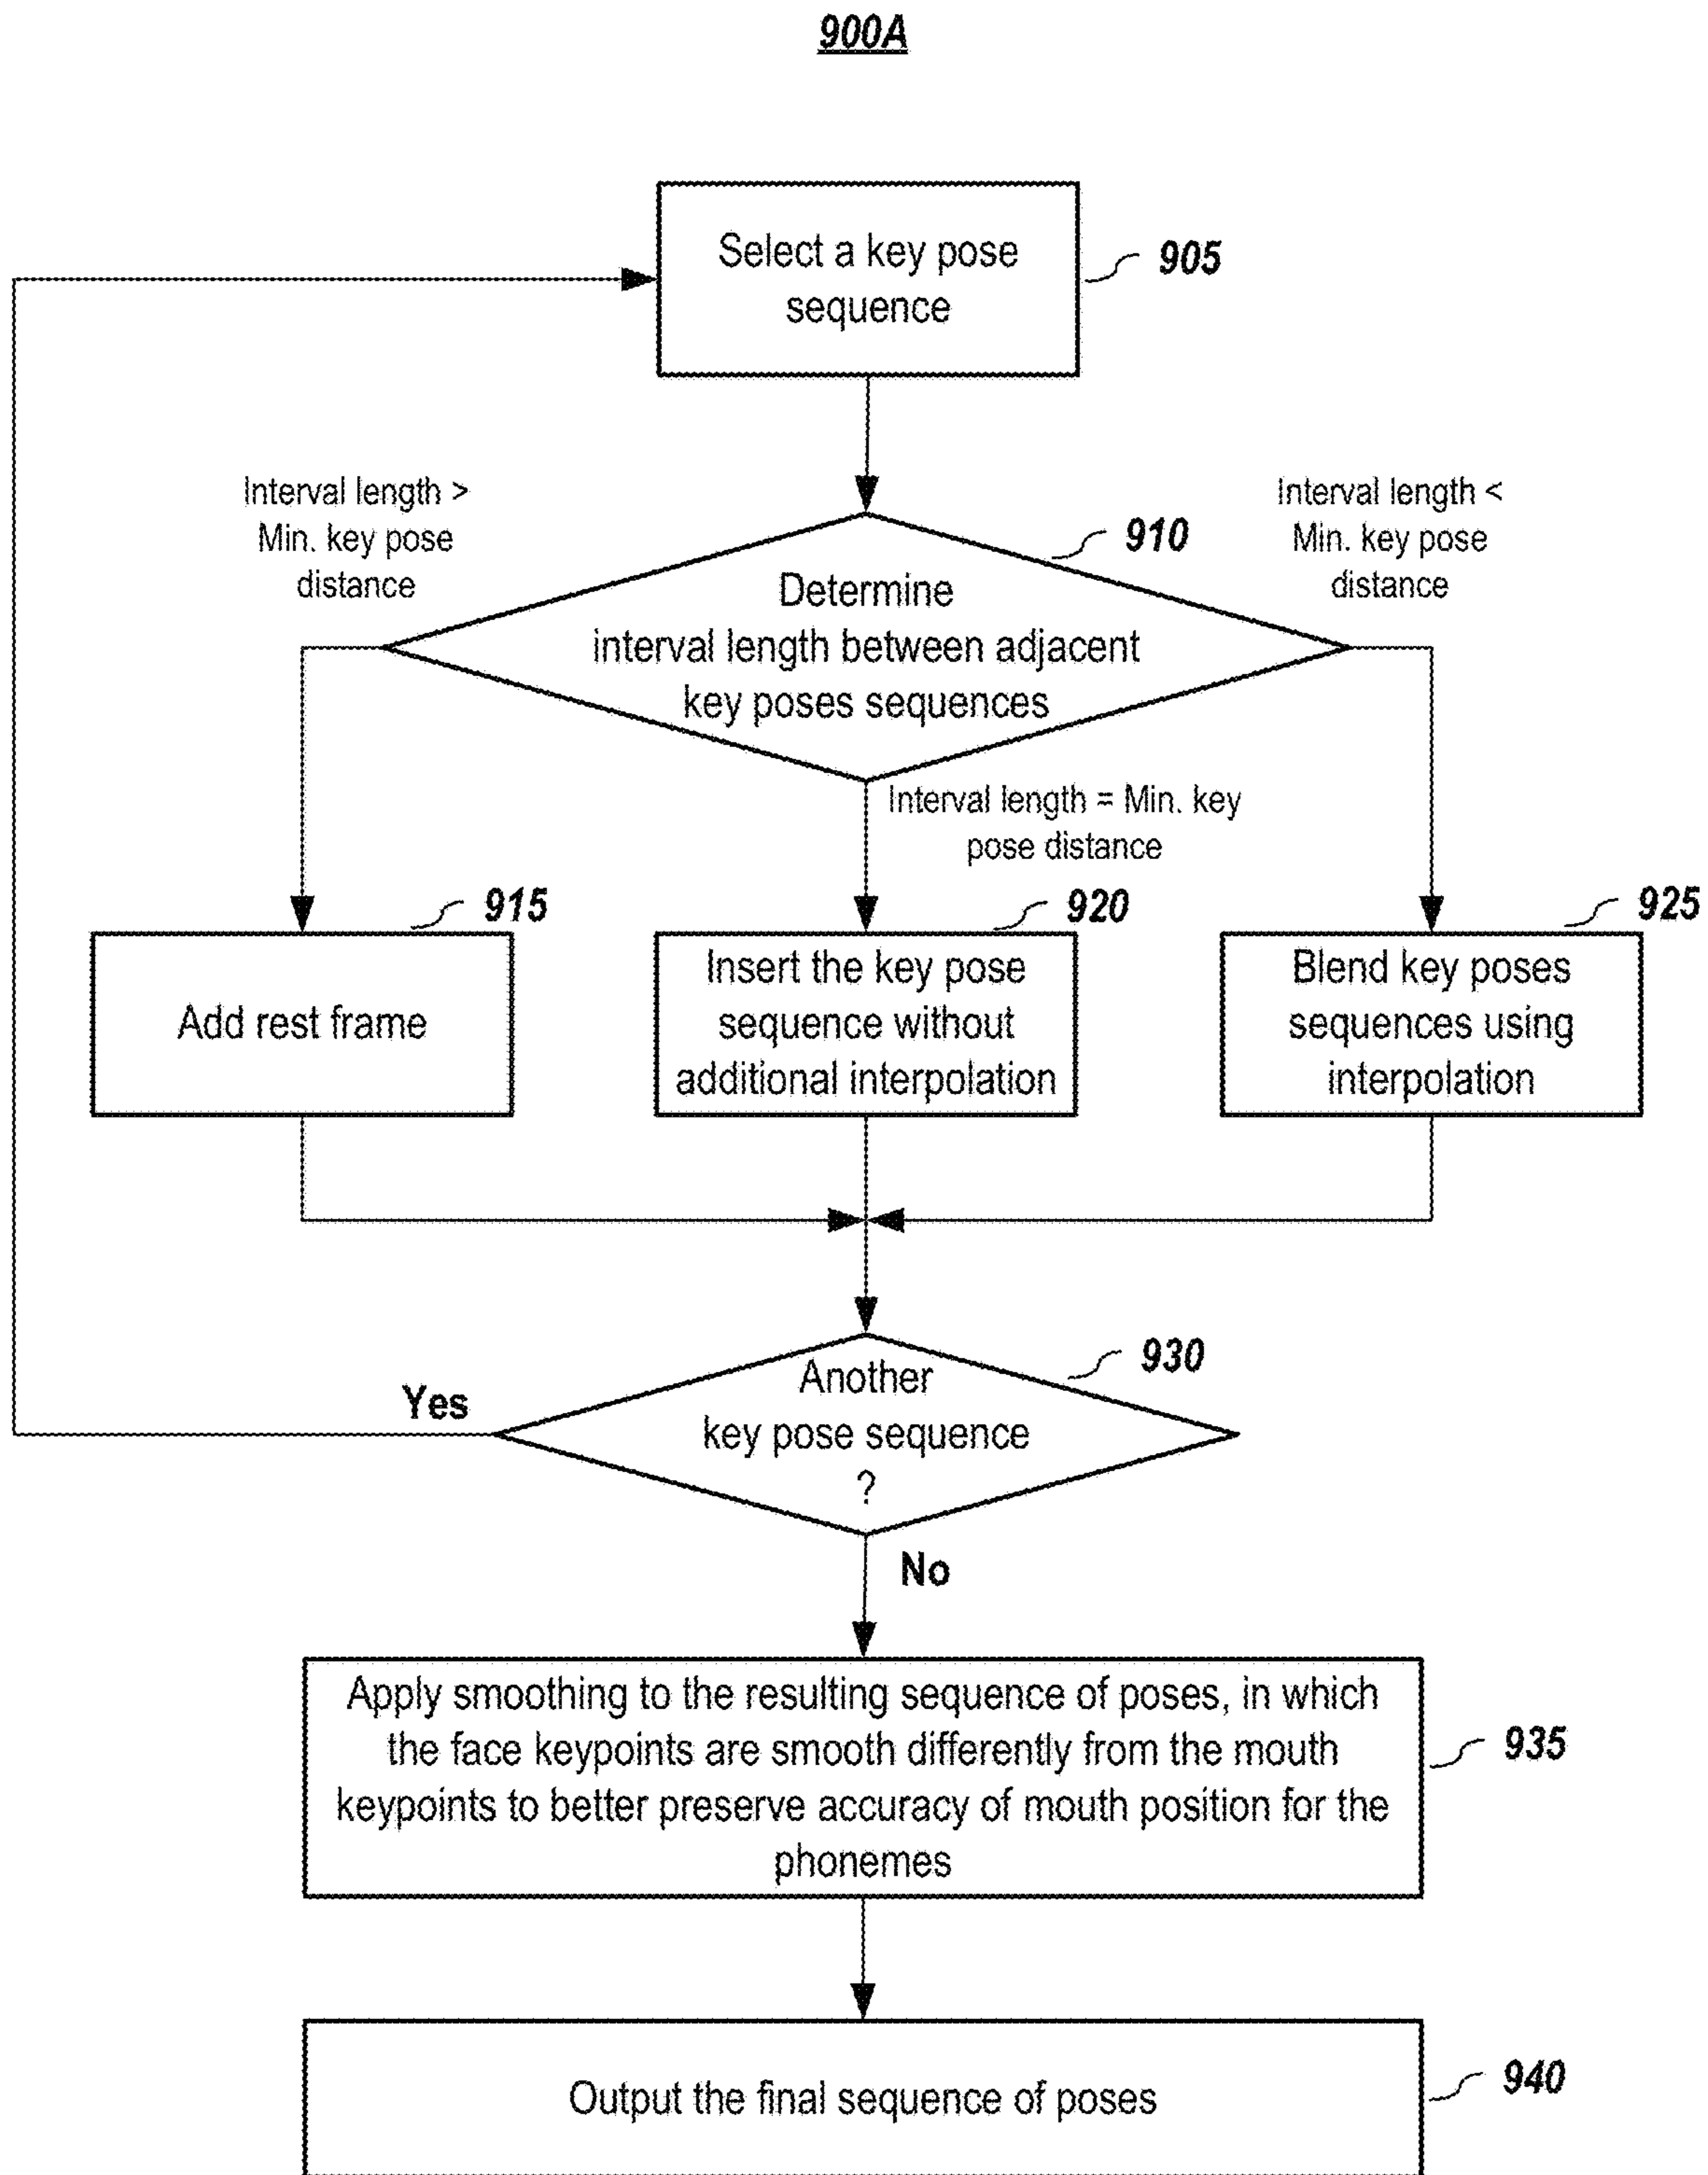 900A
Select a key pose
sequence
905
Interval length >
Min. key pose
distance
Interval length <
Min. key pose
distance
910
Determine
interval length between adjacent
key poses sequences
Interval length = Min. key
pose distance
915
Add rest frame
920
Insert the key pose
sequence without
additional interpolation
925
Blend key poses
sequences using
interpolation
930
Another
key pose sequence
?
Yes
No
Apply smoothing to the resulting sequence of poses, in which
the face keypoints are smooth differently from the mouth
keypoints to better preserve accuracy of mouth position for the
phonemes
935
Output the final sequence of poses
940